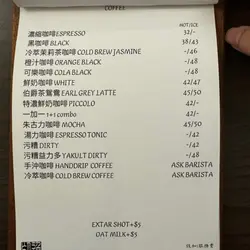 COFFEE
HOT/ICE
濃縮咖啡 ESPRESSO 32/-
黑咖啡 BLACK 38/43
冷萃茉莉茶咖啡 COLD BREW JASMINE -/46
橙汁咖啡 ORANGE BLACK -/48
可樂咖啡 COLA BLACK -/48
鮮奶咖啡 WHITE 42/47
伯爵茶鴛鴦 EARL GREY LATTE 45/50
特濃鮮奶咖啡 PICCOLO 42/-
一加一 1+1 combo
朱古力咖啡 MOCHA 45/50
湯力咖啡 ESPRESSO TONIC -/48
污糟 DIRTY -/42
污糟益力多 YAKULT DIRTY -/48
手沖咖啡 HANDDRIP COFFEE ASK BARISTA
冷萃咖啡 COLD BREW COFFEE ASK BARISTA
EXTAR SHOT+$5
OAT MILK+$5